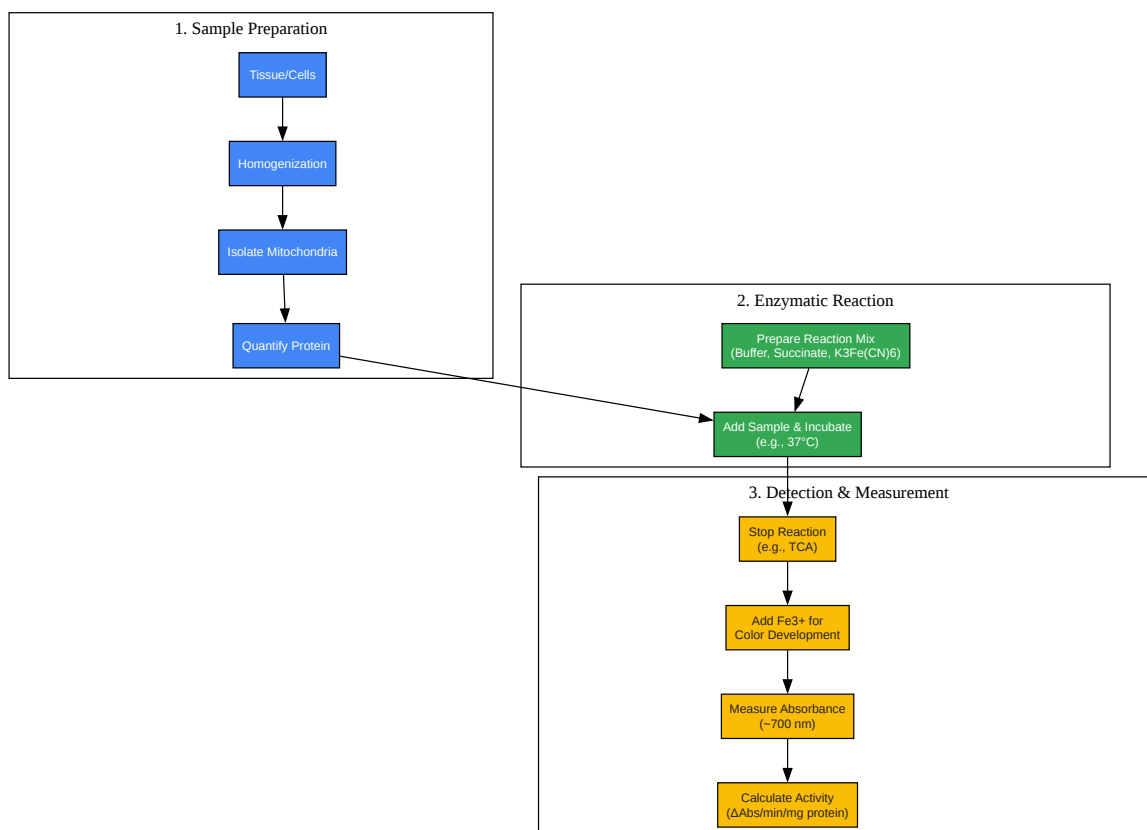 1. Sample Preparation
Tissue/Cells
Homogenization
Isolate Mitochondria
Quantify Protein
2. Enzymatic Reaction
Prepare Reaction Mix
(Buffer, Succinate, K3Fe(CN)6)
Add Sample & Incubate
(e.g., 37°C)
3. Detection & Measurement
Stop Reaction
(e.g., TCA)
Add Fe3+ for
Color Development
Measure Absorbance
(~700 nm)
Calculate Activity
(ΔAbs/min/mg protein)